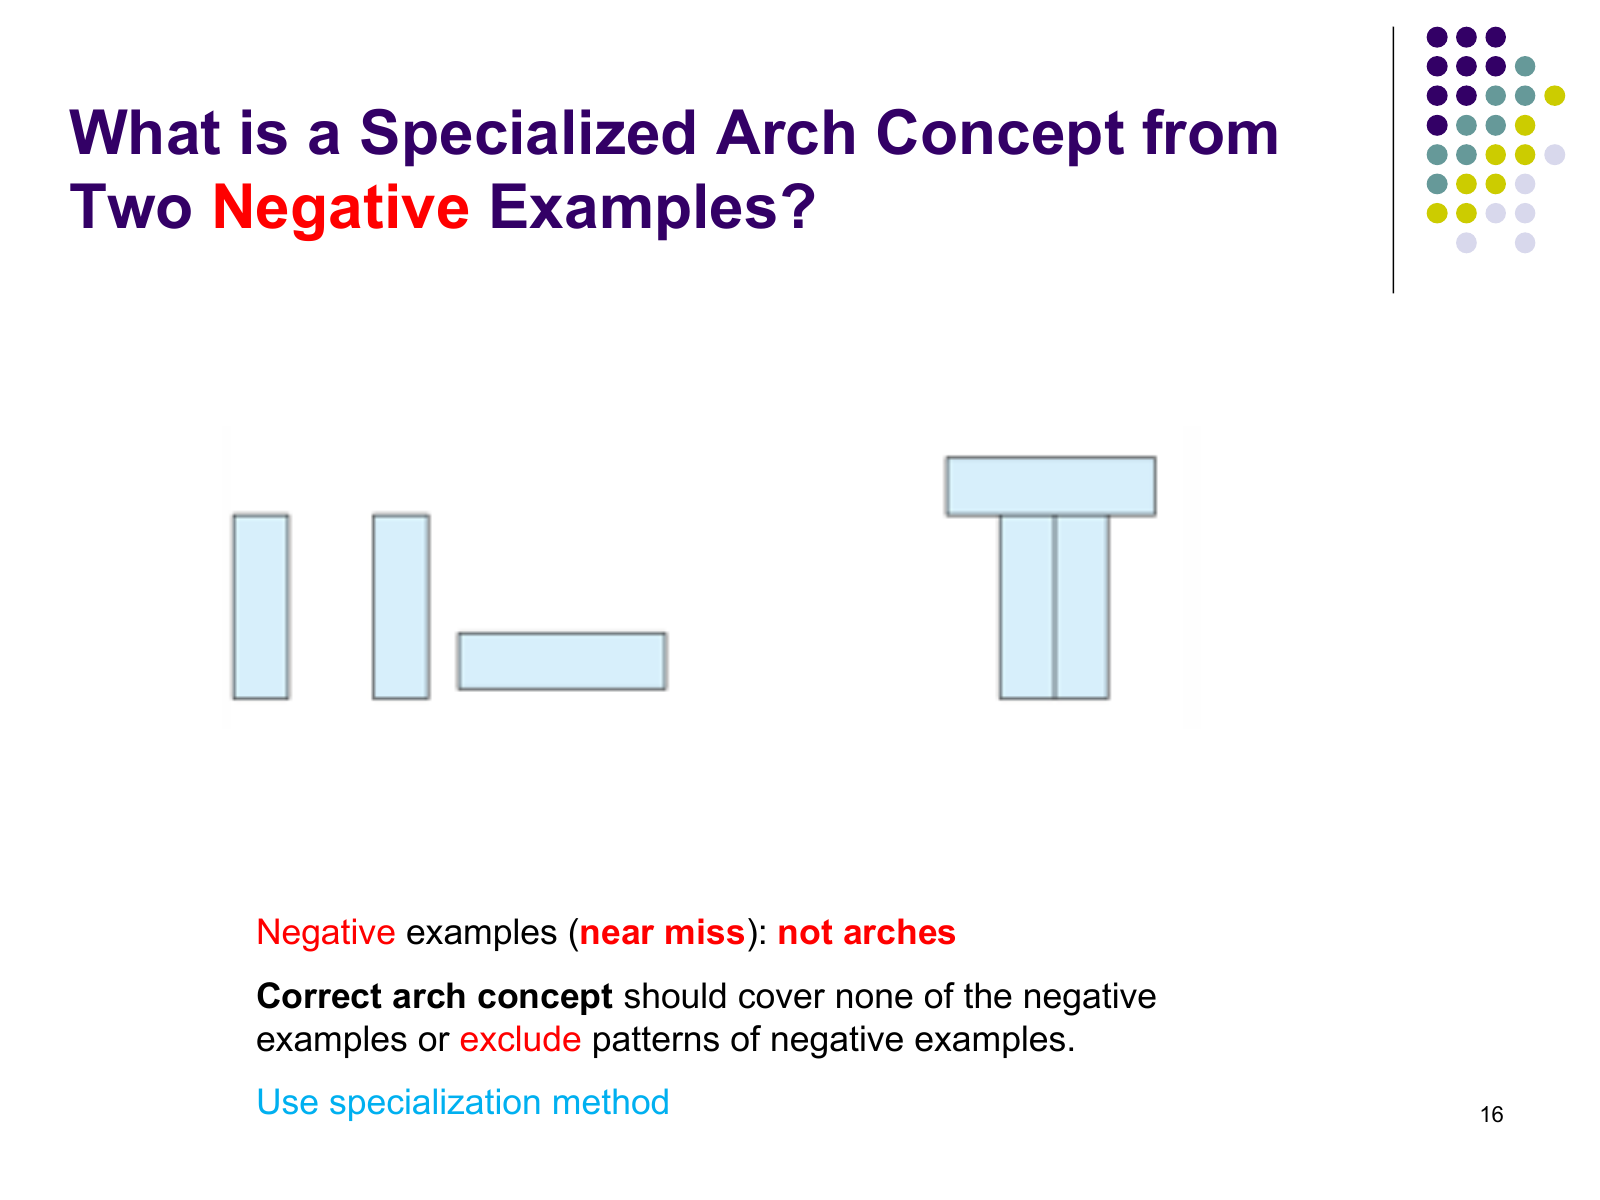 What is a Specialized Arch Concept from
Two Negative Examples?
Negative examples (near miss): not arches
Correct arch concept should cover none of the negative
examples or exclude patterns of negative examples.
Use specialization method
16